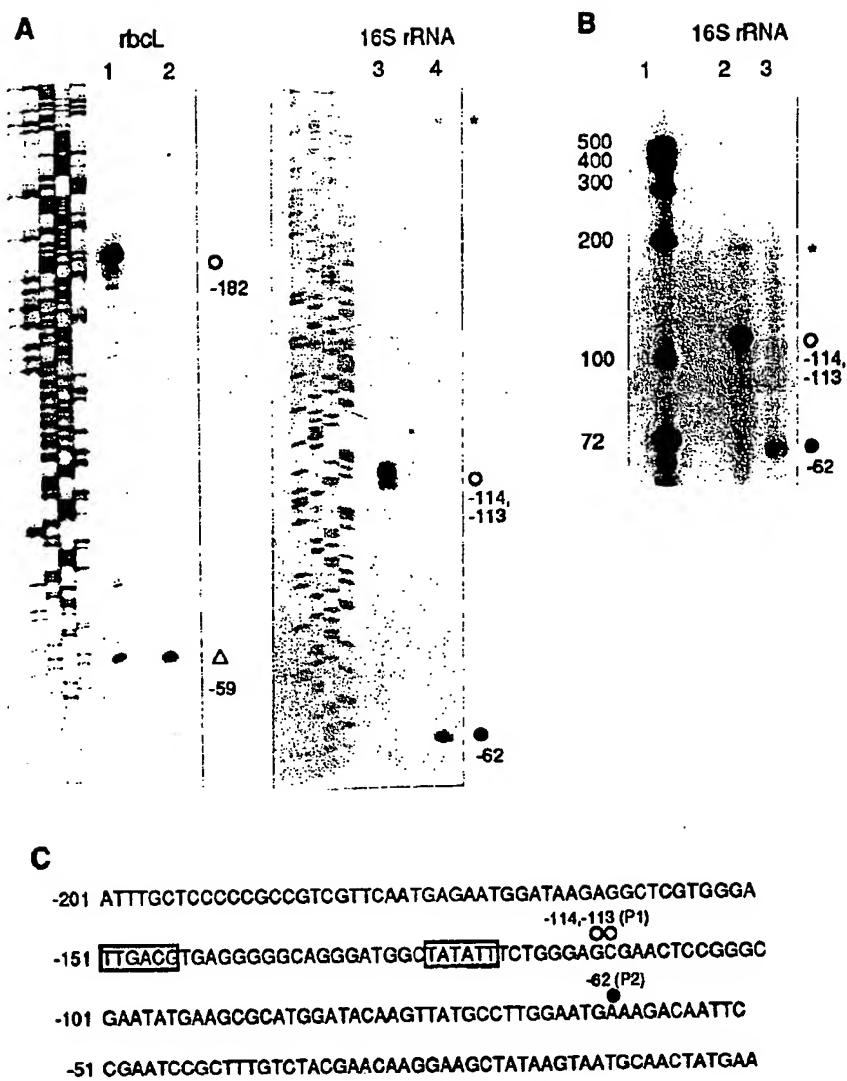 A
rbcL
16S rRNA
1 2
3 4
*
-182
-114,
-113
Δ
-59
-62
B
16S rRNA
1 2 3
500
400
300
200
*
100
-114,
-113
72
-62
C
-201 ATTTGCTCCCCCGCCGTCGTTCAATGAGAATGGATAAGAGGCTCGTGGGA
-114,-113 (P1)
-151 TTGACGTGAGGGGGCAGGGATGGCTATATTTCTGGGAGCGAACTCCGGGC
-62 (P2)
-101 GAATATGAAGCGCATGGATACAAGTTATGCCTTGGAATGAAAGACAATTC
-51 CGAATCCGCTTTGTCTACGAACAAGGAAGCTATAAGTAATGCAACTATGAA